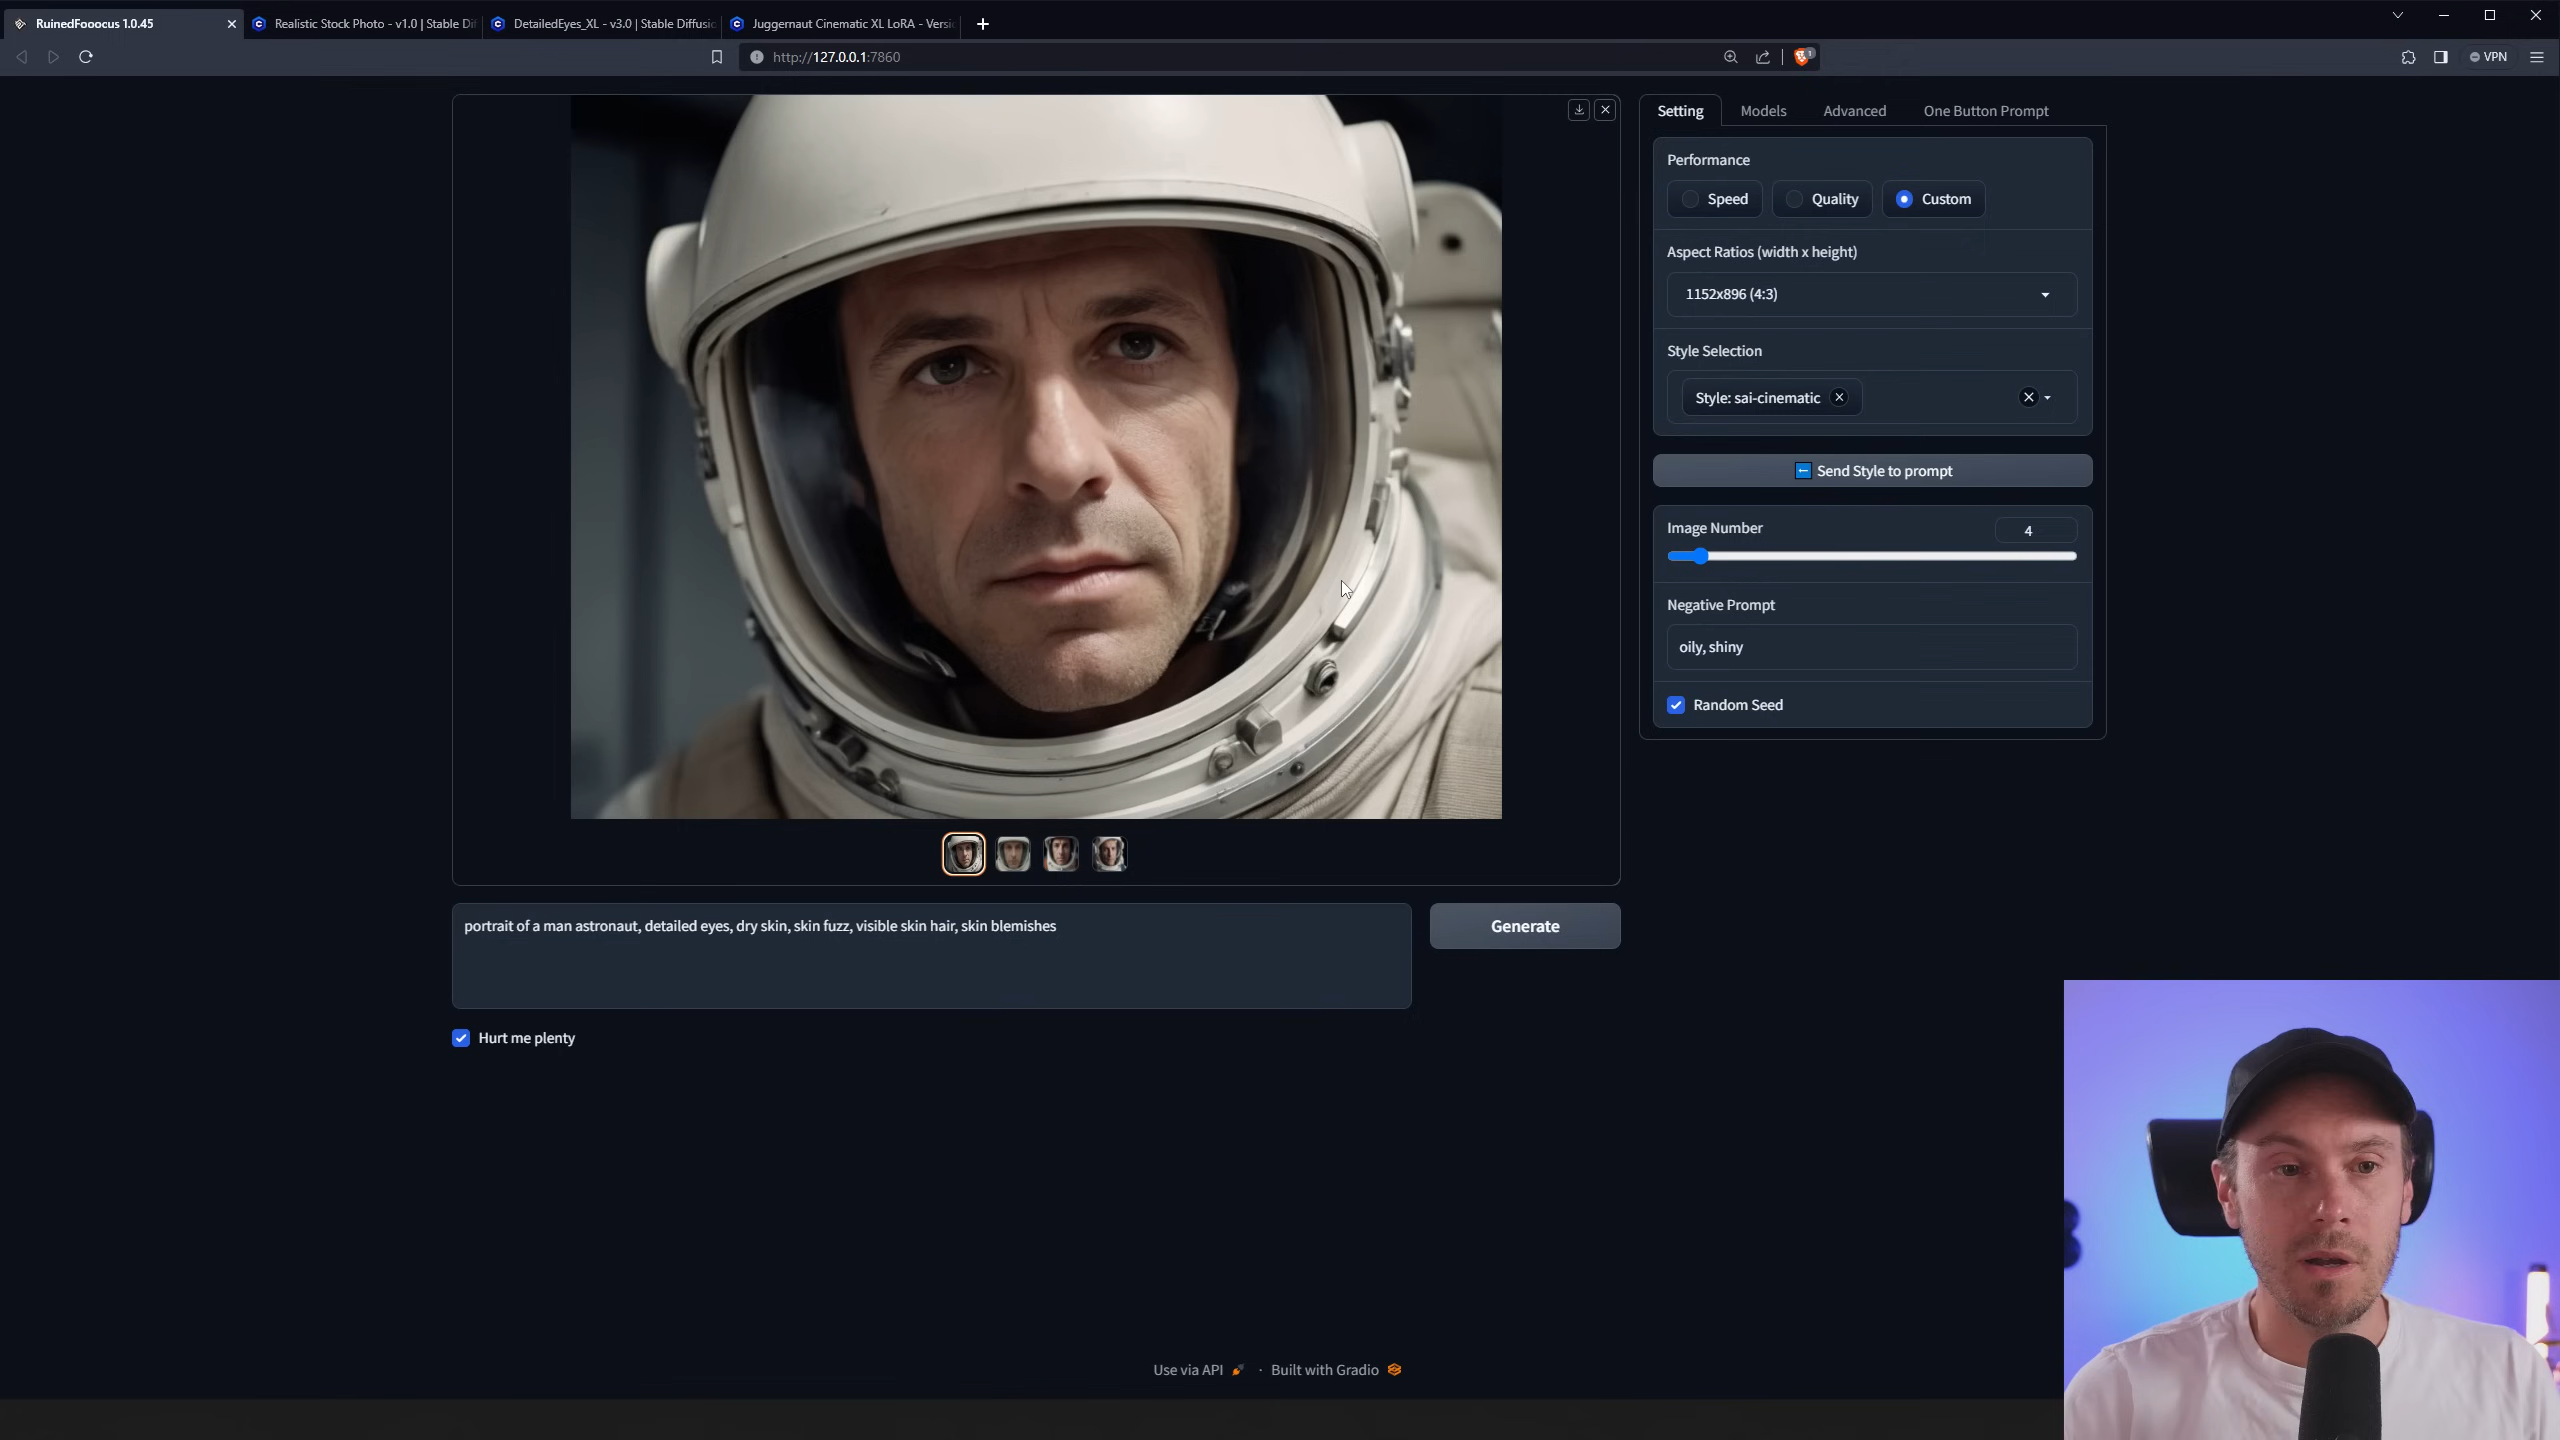 RuinedFooocus 1.0.45
Realistic Stock Photo - v1.0 | Stable Dif
DetailedEyes_XL - v3.0 | Stable Diffusio
Juggernaut Cinematic XL LoRA - Versi
http://127.0.0.1:7860
1
VPN
Setting
Models
Advanced
One Button Prompt
Performance
Speed
Quality
Custom
Aspect Ratios (width x height)
1152x896 (4:3)
Style Selection
Style: sai-cinematic
Send Style to prompt
Image Number
4
Negative Prompt
oily, shiny
Random Seed
portrait of a man astronaut, detailed eyes, dry skin, skin fuzz, visible skin hair, skin blemishes
Generate
Hurt me plenty
Use via API
· Built with Gradio